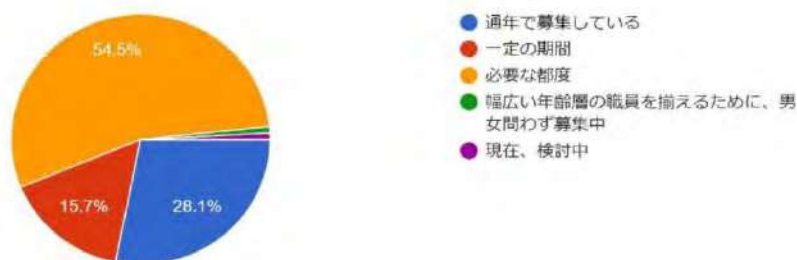 54.5%
15.7%
28.1%
通年で募集している
一定の期間
必要な都度
幅広い年齢層の職員を揃えるために、男
女問わず募集中
現在、検討中